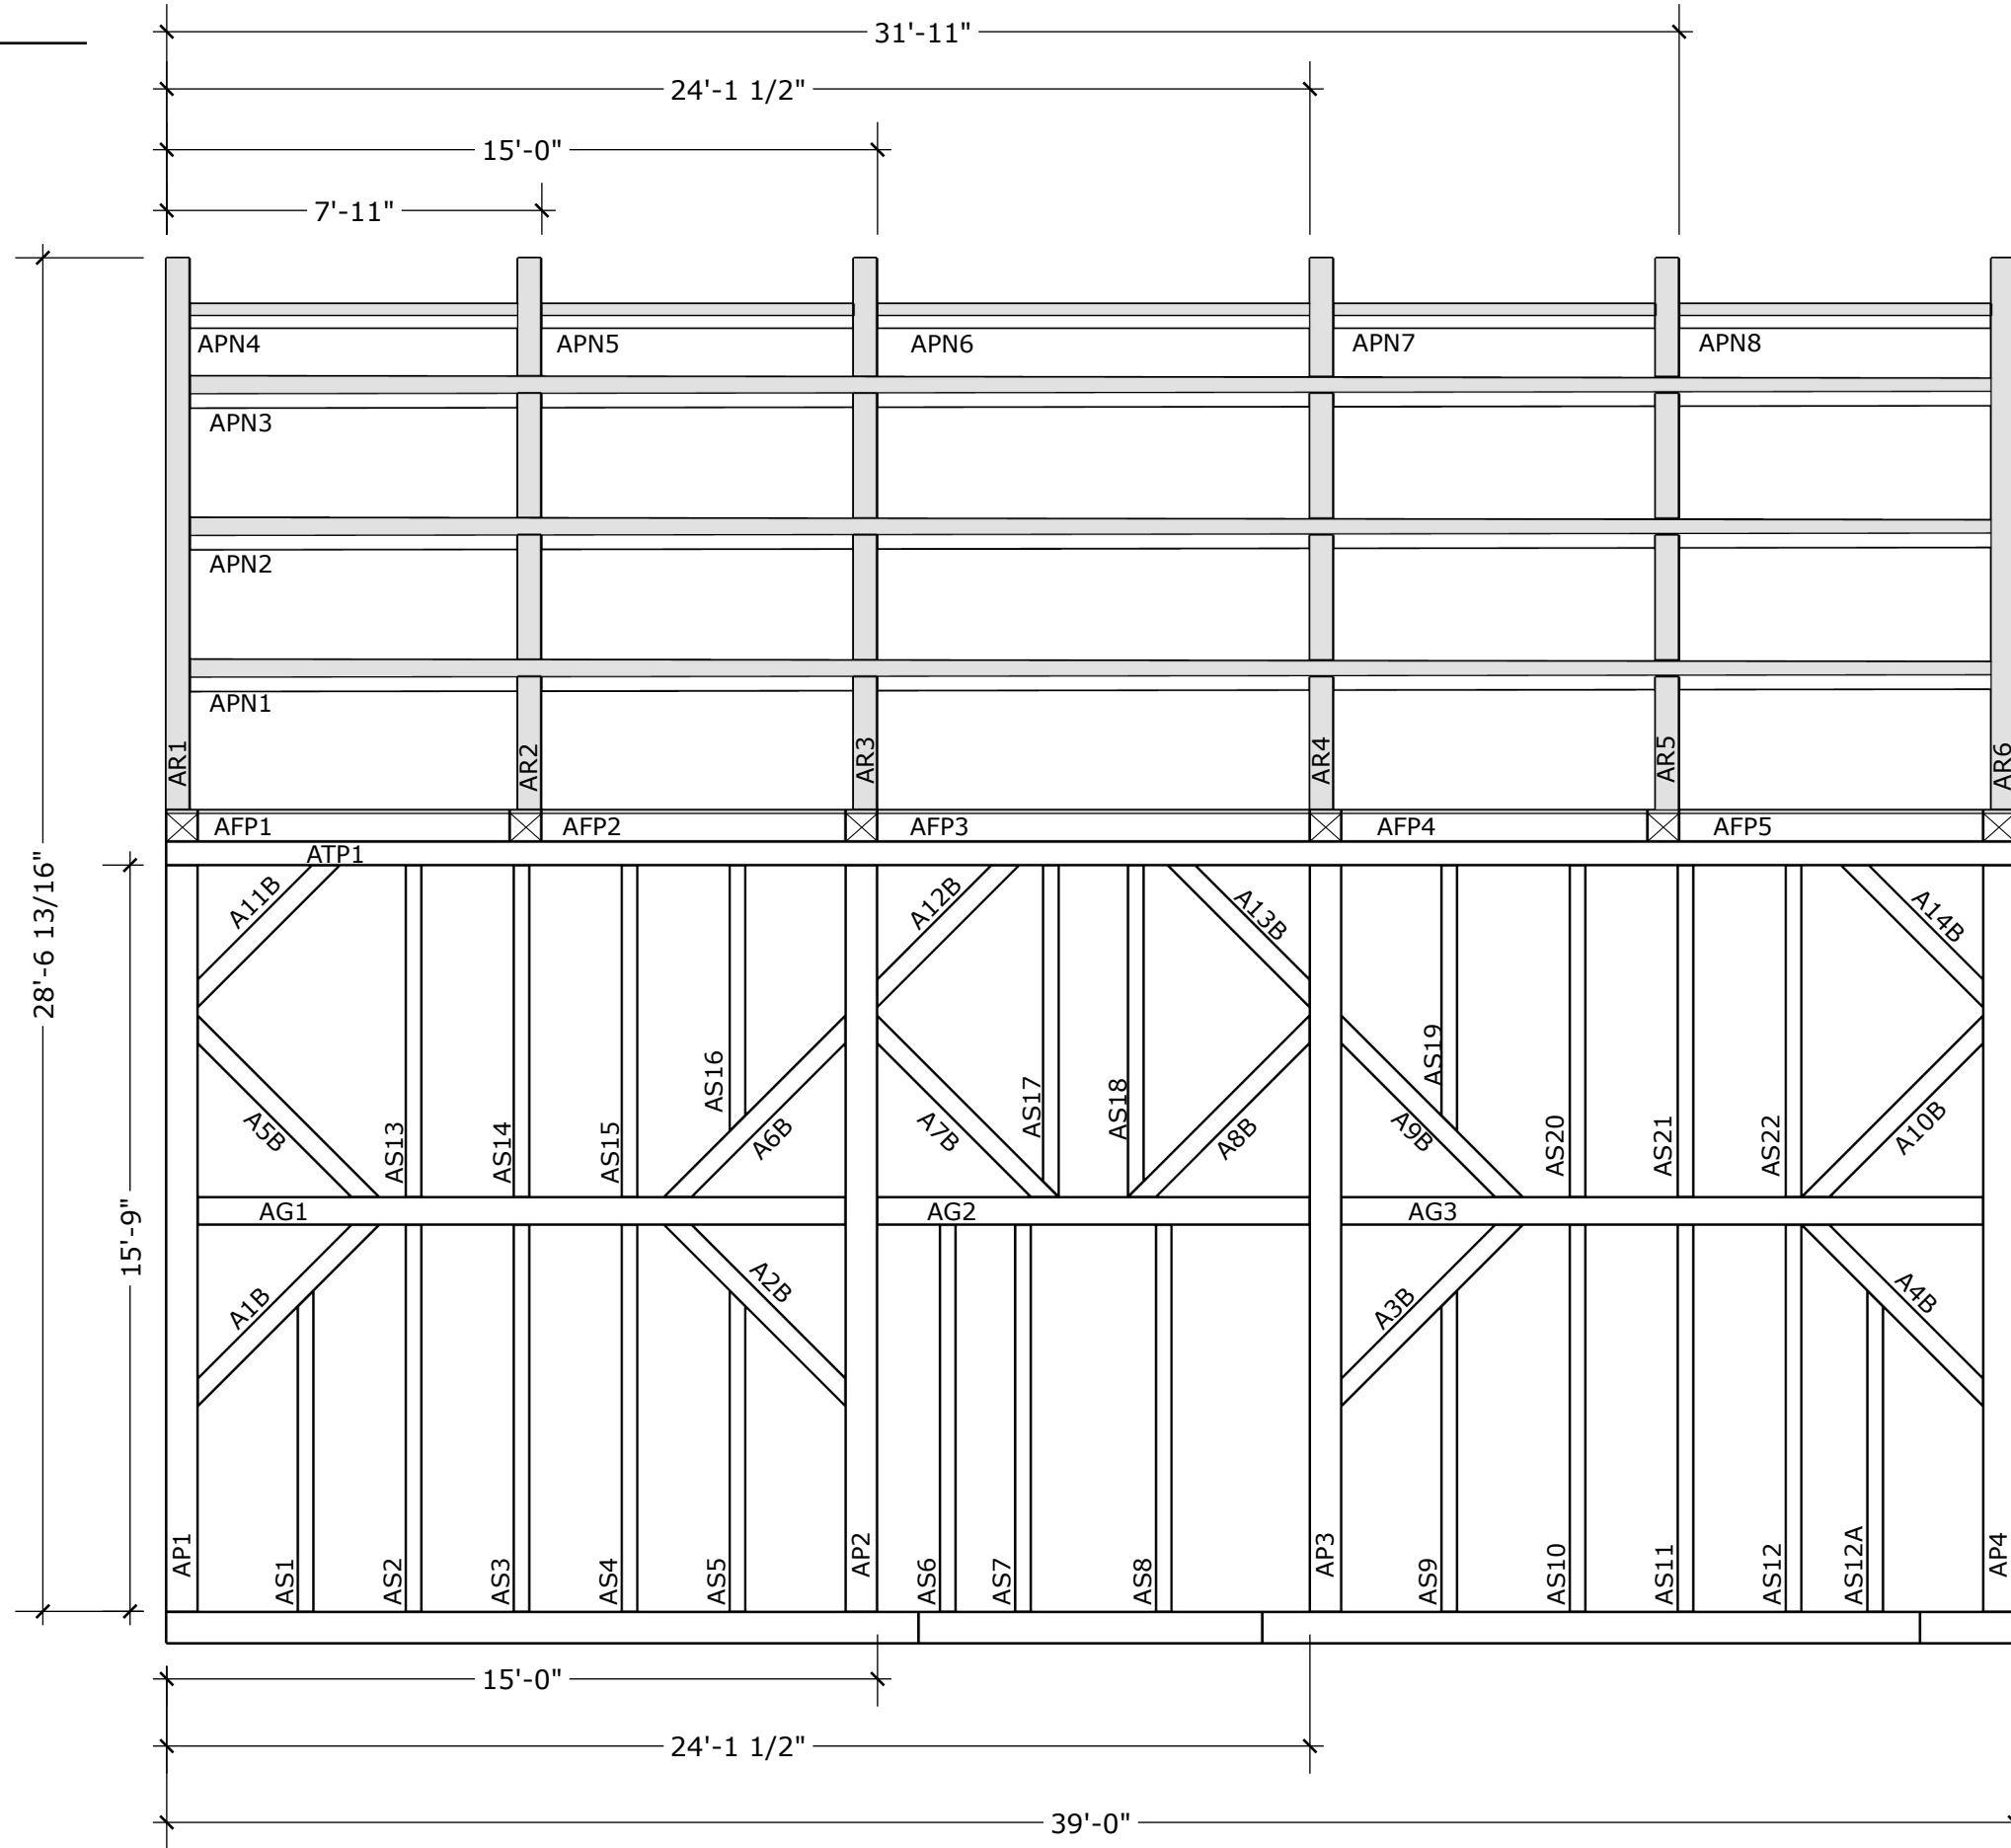 31'-11"
24'-1 1/2"
15'-0"
7'-11"
APN4 APN5 APN6 APN7 APN8
APN3
APN2
APN1
AR1 AR2 AR3 AR4 AR5 AR6
AFP1 AFP2 AFP3 AFP4 AFP5
ATP1
28'-6 13/16"
15'-9"
A11B A12B A13B A14B
A5B AS13 AS14 AS15 AS16 A6B A7B AS17 AS18 A8B A9B AS19 AS20 AS21 AS22 A10B
AG1 AG2 AG3
A1B A2B A3B A4B
AP1 AS1 AS2 AS3 AS4 AS5 AP2 AS6 AS7 AS8 AP3 AS9 AS10 AS11 AS12 AS12A AP4
15'-0"
24'-1 1/2"
39'-0"